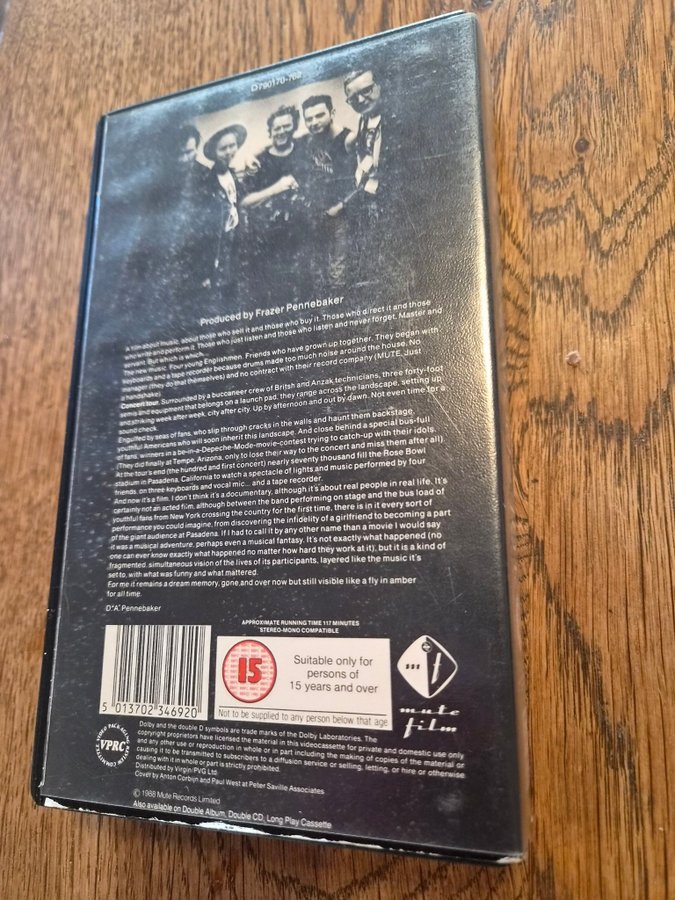 D790170-762
Produced by Frazer Pennebaker
A film about music, about those who sell it and those who buy it. Those who direct it and those
who write and perform it. Those who just listen and those who listen and never forget. Master and
servant. But which is which...
The new music. Four young Englishmen. Friends who have grown up together. They began with
keyboards and a tape recorder because drums made too much noise around the house. No
manager (they do that themselves) and no contract with their record company (MUTE. Just
a handshake).
Concert tour. Surrounded by a buccaneer crew of British and Anzak technicians, three forty-foot
semis and equipment that belongs on a launch pad, they range across the landscape, setting up
and striking week after week, city after city. Up by afternoon and out by dawn. Not even time for a
sound check.
Engulfed by seas of fans, who slip through cracks in the walls and haunt them backstage,
youthful Americans who will soon inherit this landscape. And close behind a special bus-full
of fans, winners in a be-in-a-Depeche-Mode-movie-contest trying to catch-up with their idols.
(They did finally at Tempe, Arizona, only to lose their way to the concert and miss them after all).
At the tour's end (the hundred and first concert) nearly seventy thousand fill the Rose Bowl
stadium in Pasadena, California to watch a spectacle of lights and music performed by four
friends, on three keyboards and vocal mic... and a tape recorder.
And now it's a film. I don't think it's a documentary, although it's about real people in real life. It's
certainly not an acted film, although between the band performing on stage and the bus load of
youthful fans from New York crossing the country for the first time, there is in it every sort of
performance you could imagine, from discovering the infidelity of a girlfriend to becoming a part
of the giant audience at Pasadena. If I had to call it by any other name than a movie I would say
it was a musical adventure, perhaps even a musical fantasy. It's not exactly what happened (no
one can ever know exactly what happened no matter how hard they work at it), but it is a kind of
fragmented, simultaneous vision of the lives of its participants, layered like the music it's
set to, with what was funny and what mattered.
For me it remains a dream memory, gone and over now but still visible like a fly in amber
for all time.
D.'A'. Pennebaker
APPROXIMATE RUNNING TIME 117 MINUTES
STEREO-MONO COMPATIBLE
5 013702 346920
15
Suitable only for
persons of
15 years and over
Not to be supplied to any person below that age
m f
mute
film
VIDEO PACKAGING REVIEW COMMITTEE
VPRC
Dolby and the double D symbols are trade marks of the Dolby Laboratories. The
copyright proprietors have licensed the material in this videocassette for private and domestic use only
and any other use or reproduction in whole or in part including the making of copies of the material or
causing it to be transmitted to subscribers to a diffusion service or selling, letting, or hire or otherwise
dealing with it in whole or part is strictly prohibited.
Distributed by Virgin/PVG Ltd.
Cover by Anton Corbijn and Paul West at Peter Saville Associates
© 1988 Mute Records Limited
Also available on Double Album, Double CD, Long Play Cassette